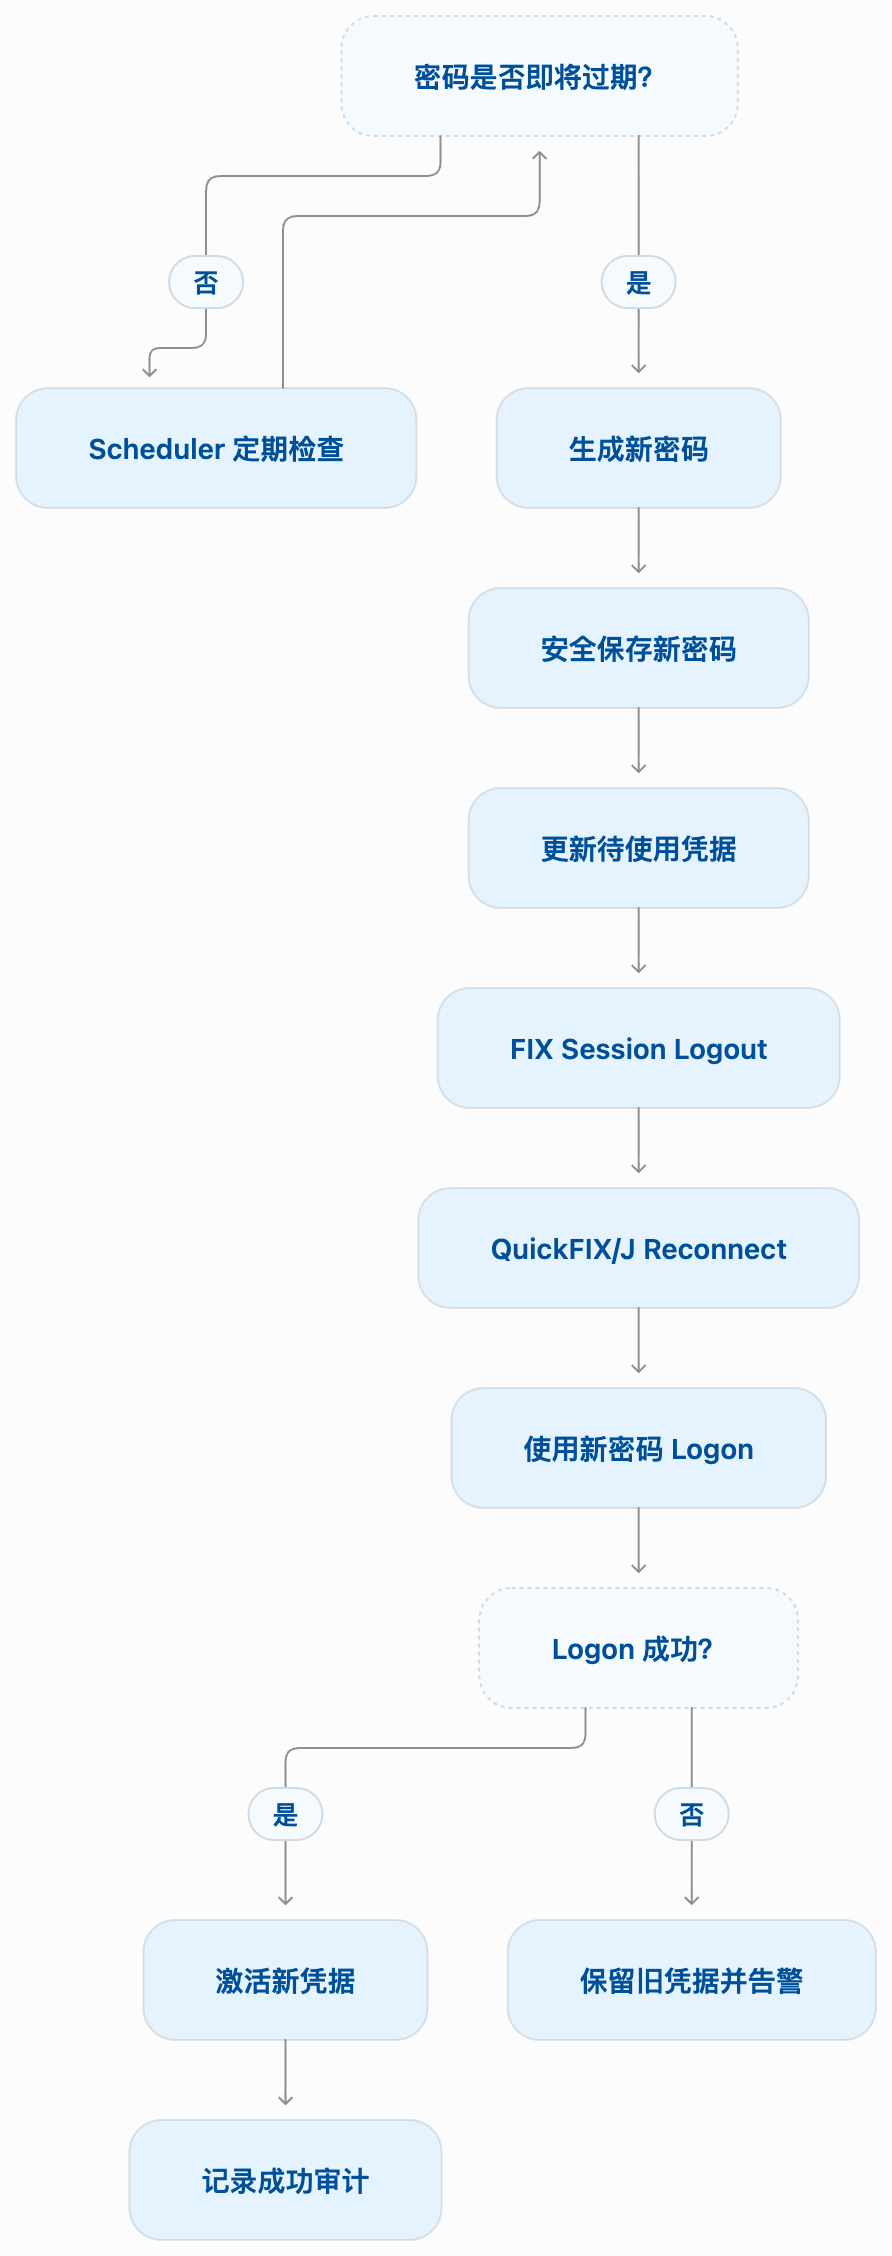 密码是否即将过期?
否
是
Scheduler 定期检查
生成新密码
安全保存新密码
更新待使用凭据
FIX Session Logout
QuickFIX/J Reconnect
使用新密码 Logon
Logon 成功?
是
否
激活新凭据
保留旧凭据并告警
记录成功审计